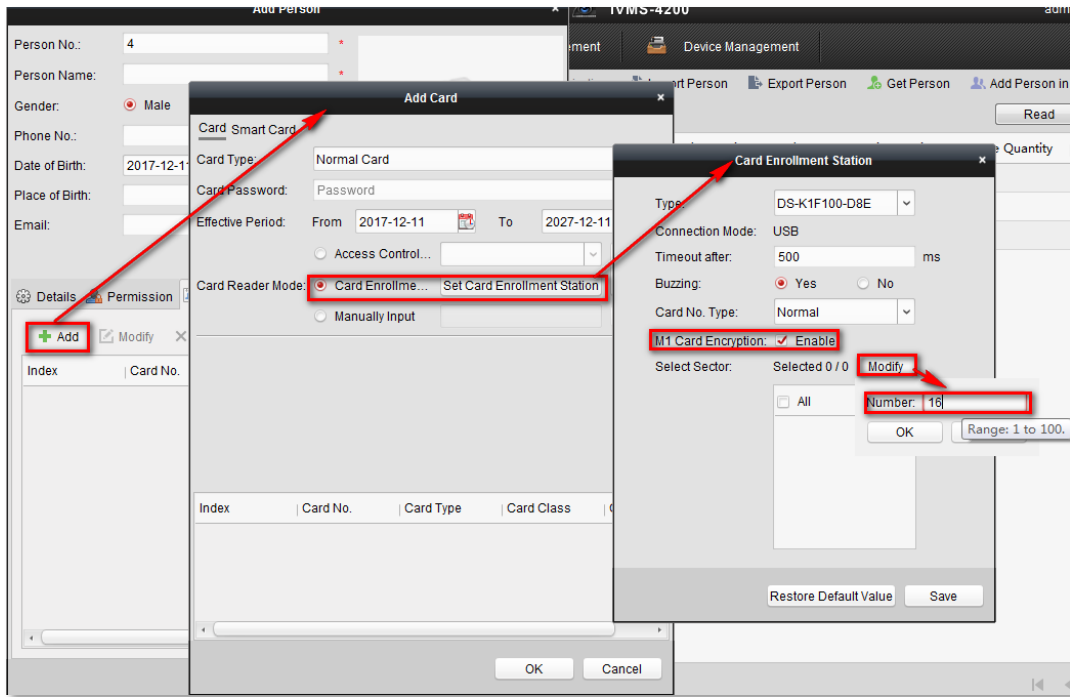 Add Person
×
iVMS-4200
Person No.: 4 *
Person Name: *
Gender: Male
Phone No.:
Date of Birth: 2017-12-11
Place of Birth:
Email:
Details Permission
Add Modify
Index Card No.
Device Management
Export Person Get Person Add Person in
Read
Quantity
Add Card ×
Card Smart Card
Card Type: Normal Card
Card Password: Password
Effective Period: From 2017-12-11 To 2027-12-11
Access Control...
Card Reader Mode: Card Enrollme... Set Card Enrollment Station
Manually Input
Index Card No. Card Type Card Class
OK Cancel
Card Enrollment Station ×
Type: DS-K1F100-D8E
Connection Mode: USB
Timeout after: 500 ms
Buzzing: Yes No
Card No. Type: Normal
M1 Card Encryption: Enable
Select Sector: Selected 0 / 0 Modify
All
Number: 16
OK
Range: 1 to 100.
Restore Default Value Save